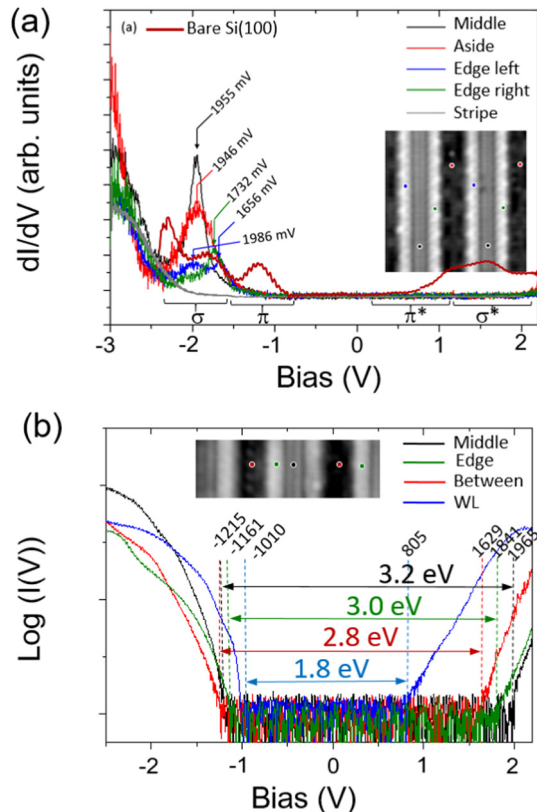 (a)
(a) Bare Si(100)
Middle
Aside
Edge left
Edge right
Stripe
1955 mV
1946 mV
1732 mV
1656 mV
1986 mV
dI/dV (arb. units)
σ
π
π*
σ*
-3
-2
-1
0
1
2
Bias (V)
(b)
Middle
Edge
Between
WL
-1215
-1161
-1010
805
1629
1841
1965
3.2 eV
3.0 eV
2.8 eV
1.8 eV
Log (I(V))
-2
-1
0
1
2
Bias (V)